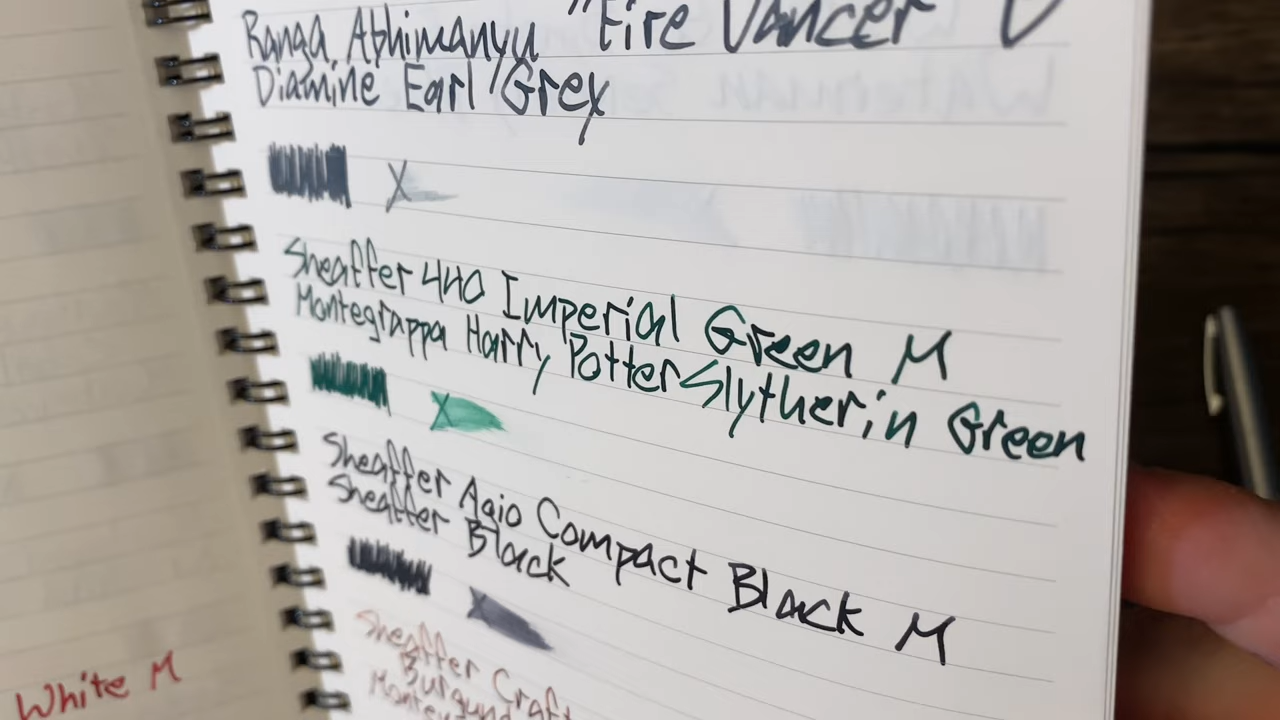 Ranga Abhimanyu "Fire Dancer"
Diamine Earl Grey
X
Sheaffer 440 Imperial Green M
Montegrappa Harry Potter Slytherin Green
X
Sheaffer Agio Compact Black M
Sheaffer Black
X
Sheaffer Craft
White M